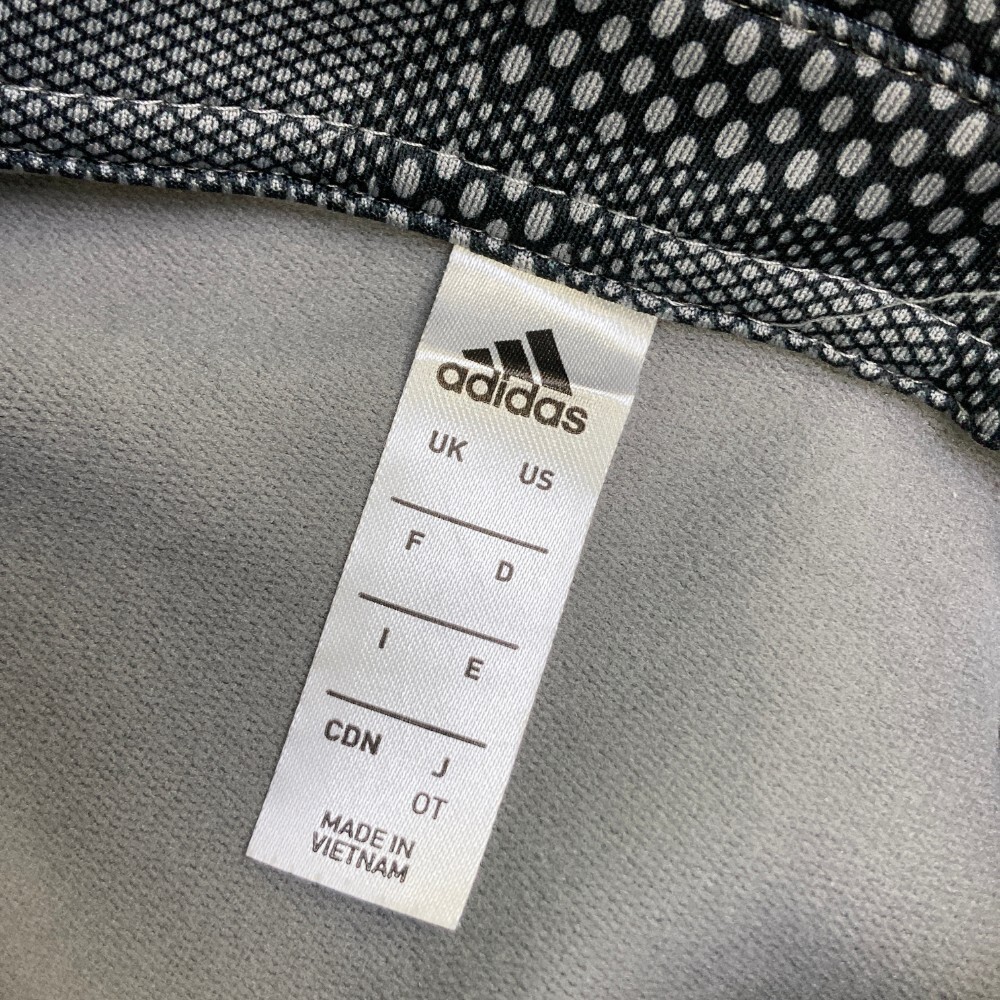 adidas
UK US
F D
I E
CDN J
OT
MADE IN
VIETNAM